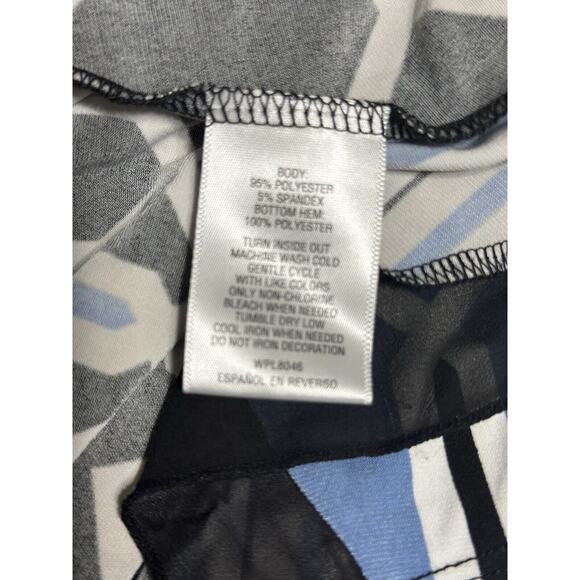 BODY:
95% POLYESTER
5% SPANDEX
BOTTOM HEM:
100% POLYESTER
TURN INSIDE OUT
MACHINE WASH COLD
GENTLE CYCLE
WITH LIKE COLORS
ONLY NON-CHLORINE
BLEACH WHEN NEEDED
TUMBLE DRY LOW
COOL IRON WHEN NEEDED
DO NOT IRON DECORATION
WPL8046
ESPAÑOL EN REVERSO